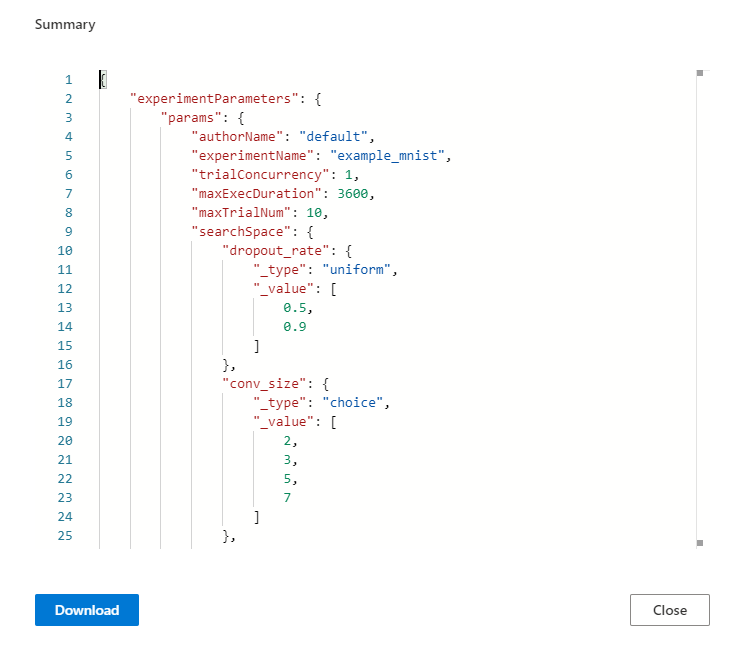 Summary
1 {
2     "experimentParameters": {
3         "params": {
4             "authorName": "default",
5             "experimentName": "example_mnist",
6             "trialConcurrency": 1,
7             "maxExecDuration": 3600,
8             "maxTrialNum": 10,
9             "searchSpace": {
10                 "dropout_rate": {
11                     "_type": "uniform",
12                     "_value": [
13                         0.5,
14                         0.9
15                     ]
16                 },
17                 "conv_size": {
18                     "_type": "choice",
19                     "_value": [
20                         2,
21                         3,
22                         5,
23                         7
24                     ]
25                 },
Download Close